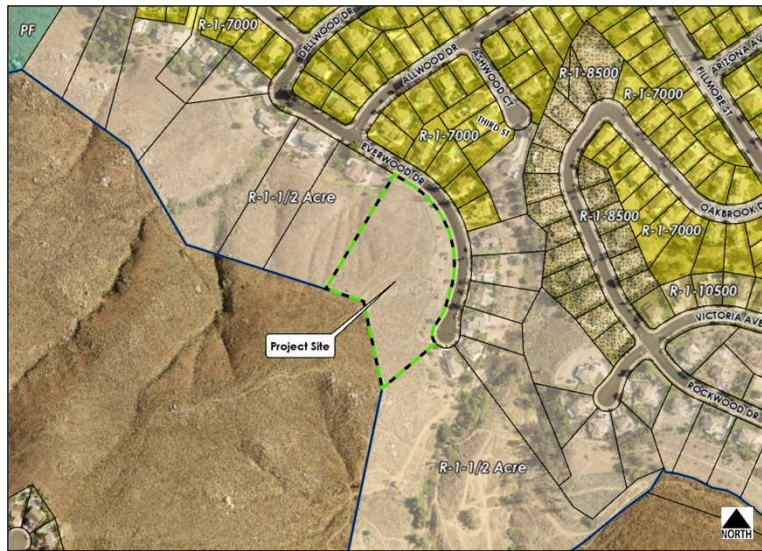 PF
R-1-7000
DELLWOOD DR
ALLWOOD DR
ASHWOOD CT
R-1-8500
FILLMORE ST
ARIZONA AV
THIRD ST
R-1-7000
R-1-7000
EVERWOOD DR
R-1-1/2 Acre
R-1-8500
OAKBROOK D
R-1-7000
R-1-10500
VICTORIA AVE
Project Site
ROCKWOOD DR
R-1-1/2 Acre
NORTH